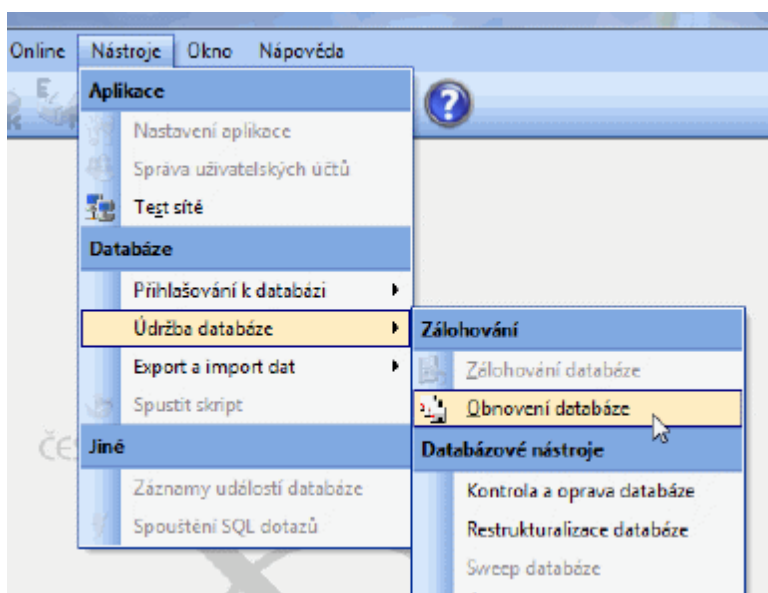 Online Nástroje Okno Nápověda
Aplikace
Nastavení aplikace
Správa uživatelských účtů
Test sítě
Databáze
Přihlašování k databázi
Údržba databáze
Export a import dat
Spustit skript
Jiné
Záznamy událostí databáze
Spouštění SQL dotazů
Zálohování
Zálohování databáze
Obnovení databáze
Databázové nástroje
Kontrola a oprava databáze
Restrukturalizace databáze
Sweep databáze